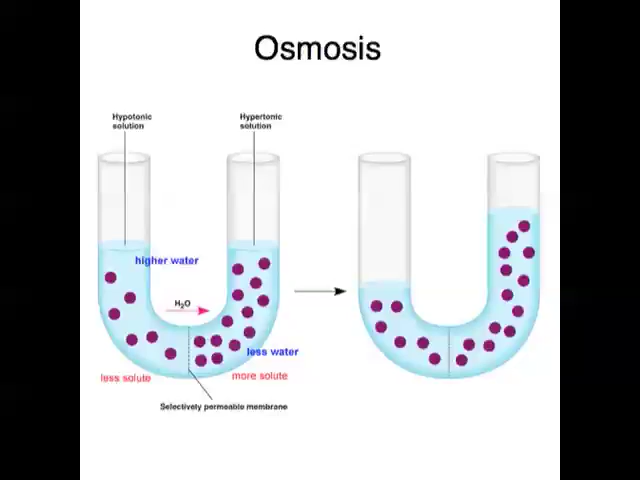 Osmosis
Hypotonic
solution
Hypertonic
solution
higher water
H₂O
less water
less solute
more solute
Selectively permeable membrane